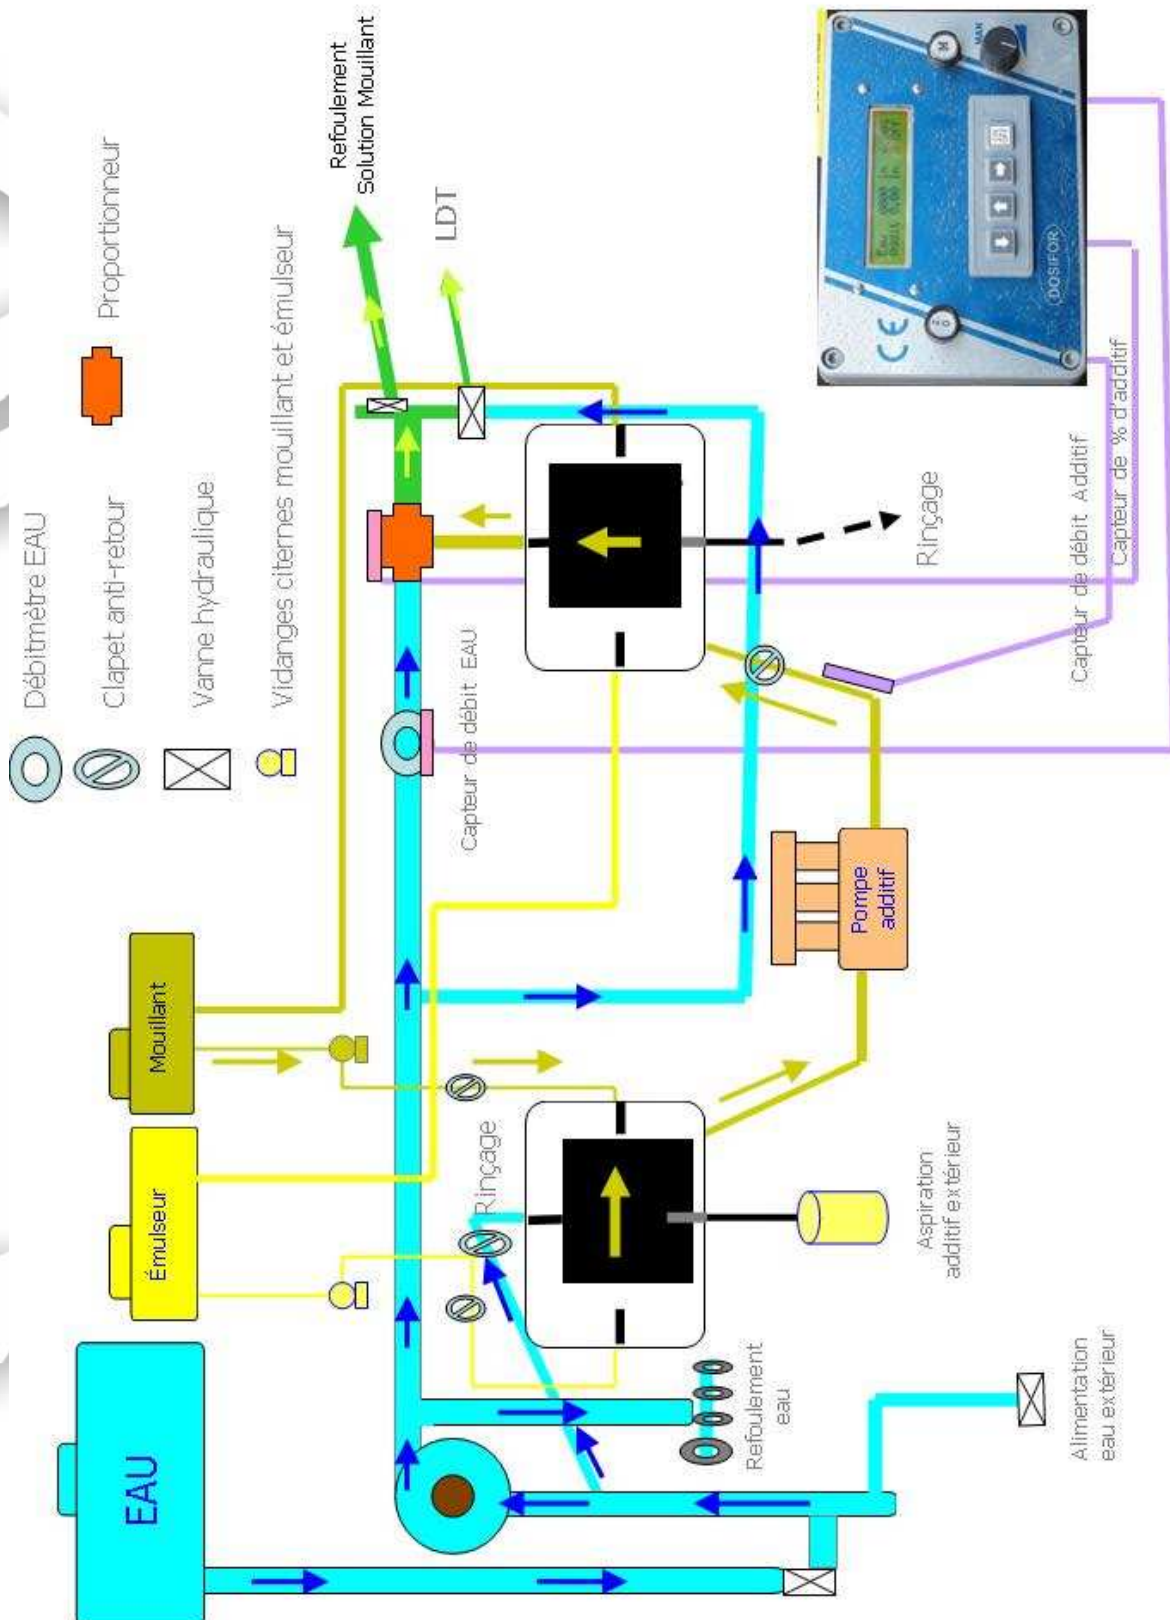 Débitmètre EAU
Clapet anti-retour
Proportionneur
Vanne hydraulique
Vidanges citernes mouillant et émulseur
EAU
Émulseur
Mouillant
Refoulement
Solution Mouillant
LDT
Capteur de débit EAU
Rinçage
Rinçage
Refoulement
eau
Pompe
additif
Aspiration
additif extérieur
Alimentation
eau extérieur
Capteur de débit Additif
Capteur de % d'additif
CE
MAN
DOSIFOR